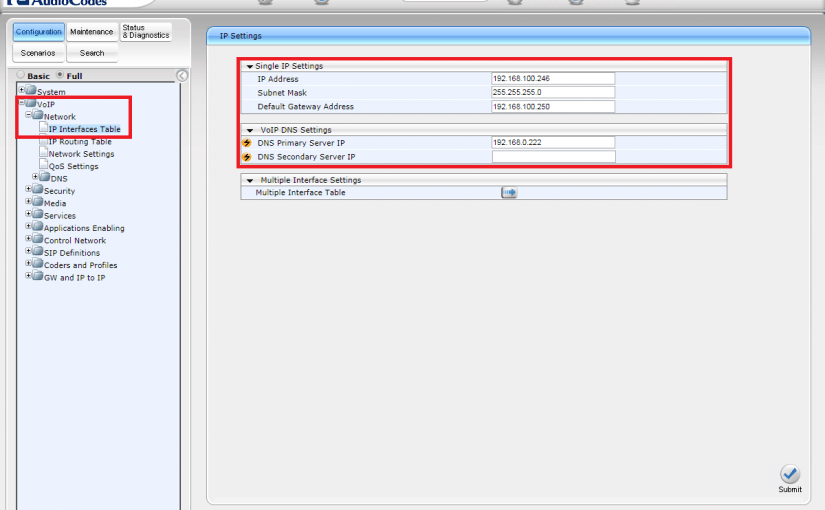 AudioCodes
Configuration Maintenance Status & Diagnostics
Scenarios Search
Basic Full
System
VoIP
Network
IP Interfaces Table
IP Routing Table
Network Settings
QoS Settings
DNS
Security
Media
Services
Applications Enabling
Control Network
SIP Definitions
Coders and Profiles
GW and IP to IP
IP Settings
Single IP Settings
IP Address 192.168.100.246
Subnet Mask 255.255.255.0
Default Gateway Address 192.168.100.250
VoIP DNS Settings
DNS Primary Server IP 192.168.0.222
DNS Secondary Server IP
Multiple Interface Settings
Multiple Interface Table
Submit